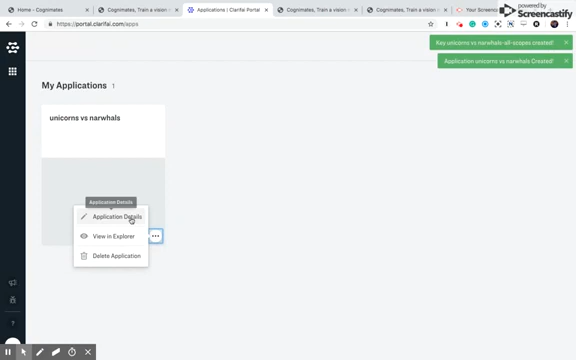 Home - Cognimates
Cognimates, Train a vision
Applications | Clarifai Portal
Cognimates, Train a vision
Cognimates, Train a vision
Your Screen
powered by
Screencastify
https://portal.clarifai.com/apps
Key unicorns vs narwhals-all-scopes created!
Application unicorns vs narwhals Created!
My Applications 1
unicorns vs narwhals
Application Details
Application Details
View in Explorer
Delete Application